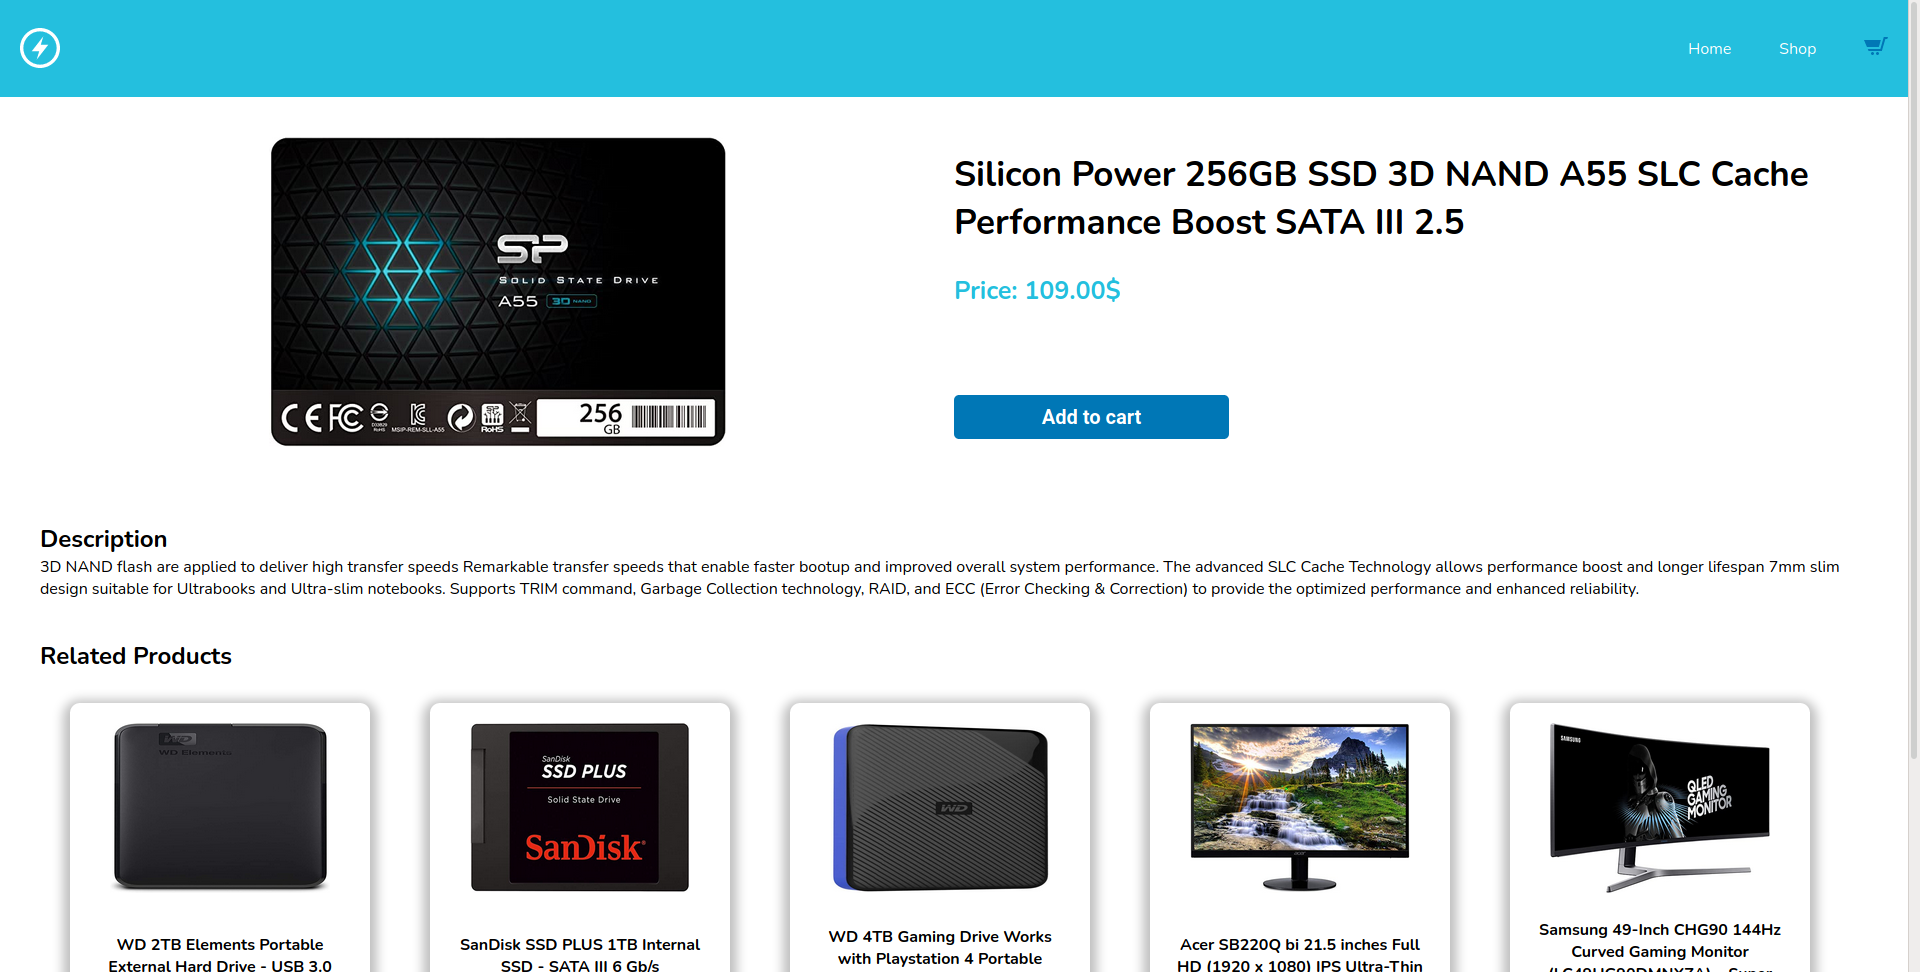 Home
Shop
SP
SOLID STATE DRIVE
A55 3D NAND
MSIP-REM-SLL-A55
RoHS
256
GB
Silicon Power 256GB SSD 3D NAND A55 SLC Cache
Performance Boost SATA III 2.5
Price: 109.00$
Add to cart
Description
3D NAND flash are applied to deliver high transfer speeds Remarkable transfer speeds that enable faster bootup and improved overall system performance. The advanced SLC Cache Technology allows performance boost and longer lifespan 7mm slim
design suitable for Ultrabooks and Ultra-slim notebooks. Supports TRIM command, Garbage Collection technology, RAID, and ECC (Error Checking & Correction) to provide the optimized performance and enhanced reliability.
Related Products
WD
WD Elements
WD 2TB Elements Portable
External Hard Drive - USB 3.0
SanDisk
SSD PLUS
Solid State Drive
SanDisk
SanDisk SSD PLUS 1TB Internal
SSD - SATA III 6 Gb/s
WD
WD 4TB Gaming Drive Works
with Playstation 4 Portable
Acer SB220Q bi 21.5 inches Full
HD (1920 x 1080) IPS Ultra-Thin
SAMSUNG
QLED
GAMING
MONITOR
Samsung 49-Inch CHG90 144Hz
Curved Gaming Monitor
(LC49HG90DMNXZA) – Super